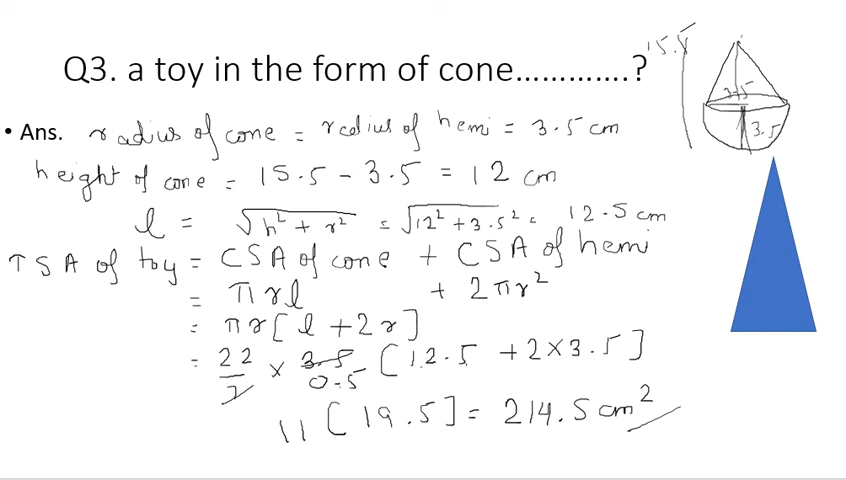 Q3. a toy in the form of cone………….?
15.5
3.5
3.5
• Ans. radius of cone = radius of hemi = 3.5 cm
height of cone = 15.5 - 3.5 = 12 cm
l = √h² + r² = √12² + 3.5² = 12.5 cm
TSA of toy = CSA of cone + CSA of hemi
= πrl + 2πr²
= πr[l + 2r]
= 22/7 × 3.5 [12.5 + 2×3.5]
0.5
11 [19.5] = 214.5 cm²